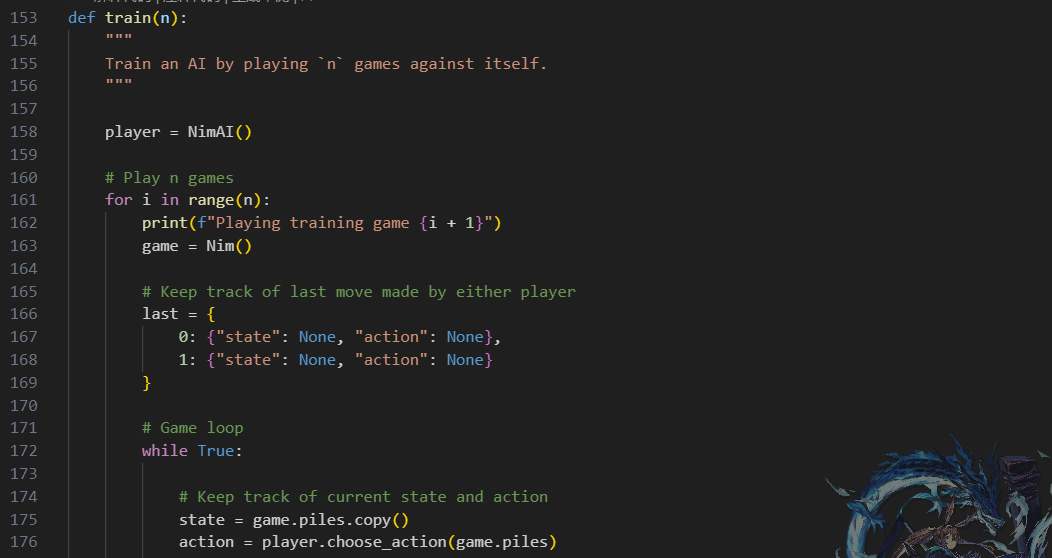 153 def train(n):
154     """
155     Train an AI by playing `n` games against itself.
156     """
157
158     player = NimAI()
159
160     # Play n games
161     for i in range(n):
162         print(f"Playing training game {i + 1}")
163         game = Nim()
164
165         # Keep track of last move made by either player
166         last = {
167             0: {"state": None, "action": None},
168             1: {"state": None, "action": None}
169         }
170
171         # Game loop
172         while True:
173
174             # Keep track of current state and action
175             state = game.piles.copy()
176             action = player.choose_action(game.piles)